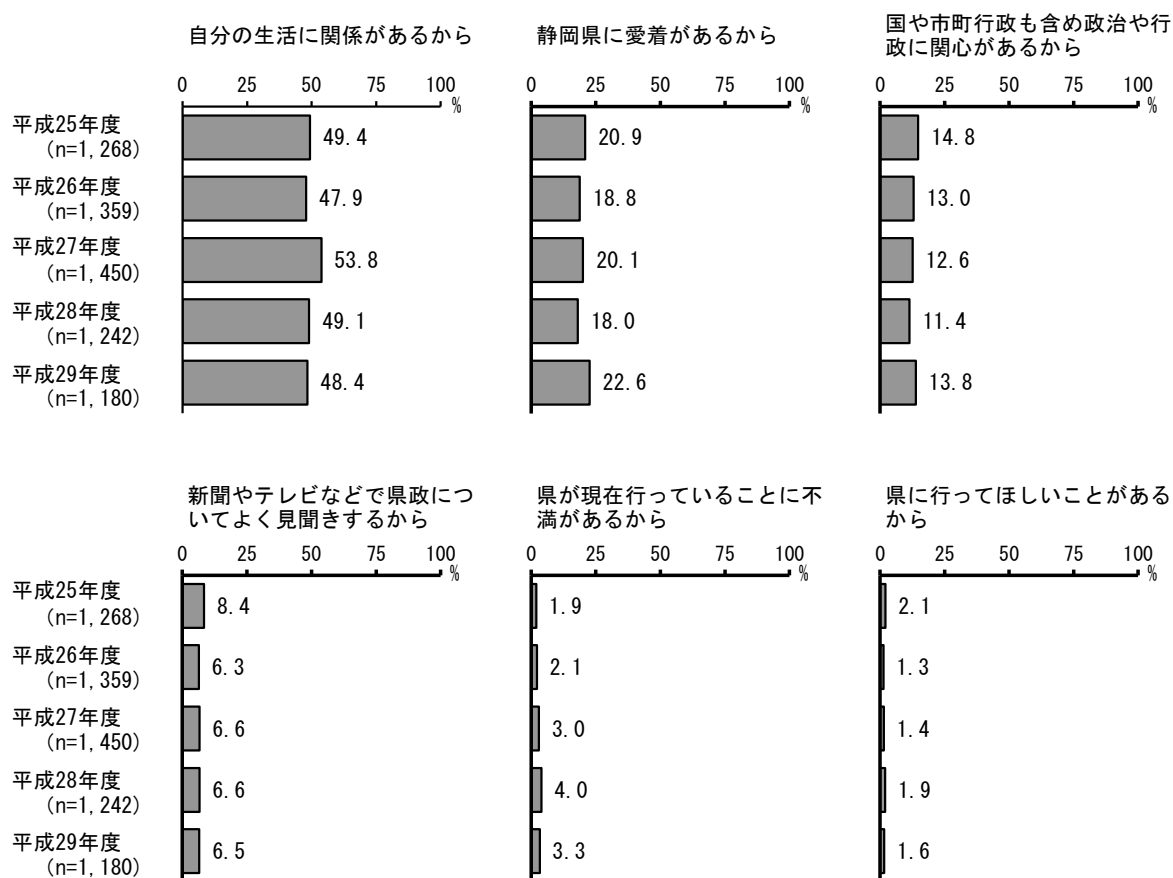 自分の生活に関係があるから
静岡県に愛着があるから
国や市町行政も含め政治や行
政に関心があるから
0 25 50 75 100
%
0 25 50 75 100
%
0 25 50 75 100
%
平成25年度
(n=1,268)
49.4
20.9
14.8
平成26年度
(n=1,359)
47.9
18.8
13.0
平成27年度
(n=1,450)
53.8
20.1
12.6
平成28年度
(n=1,242)
49.1
18.0
11.4
平成29年度
(n=1,180)
48.4
22.6
13.8
新聞やテレビなどで県政につ
いてよく見聞きするから
県が現在行っていることに不
満があるから
県に行ってほしいことがある
から
0 25 50 75 100
%
0 25 50 75 100
%
0 25 50 75 100
%
平成25年度
(n=1,268)
8.4
1.9
2.1
平成26年度
(n=1,359)
6.3
2.1
1.3
平成27年度
(n=1,450)
6.6
3.0
1.4
平成28年度
(n=1,242)
6.6
4.0
1.9
平成29年度
(n=1,180)
6.5
3.3
1.6